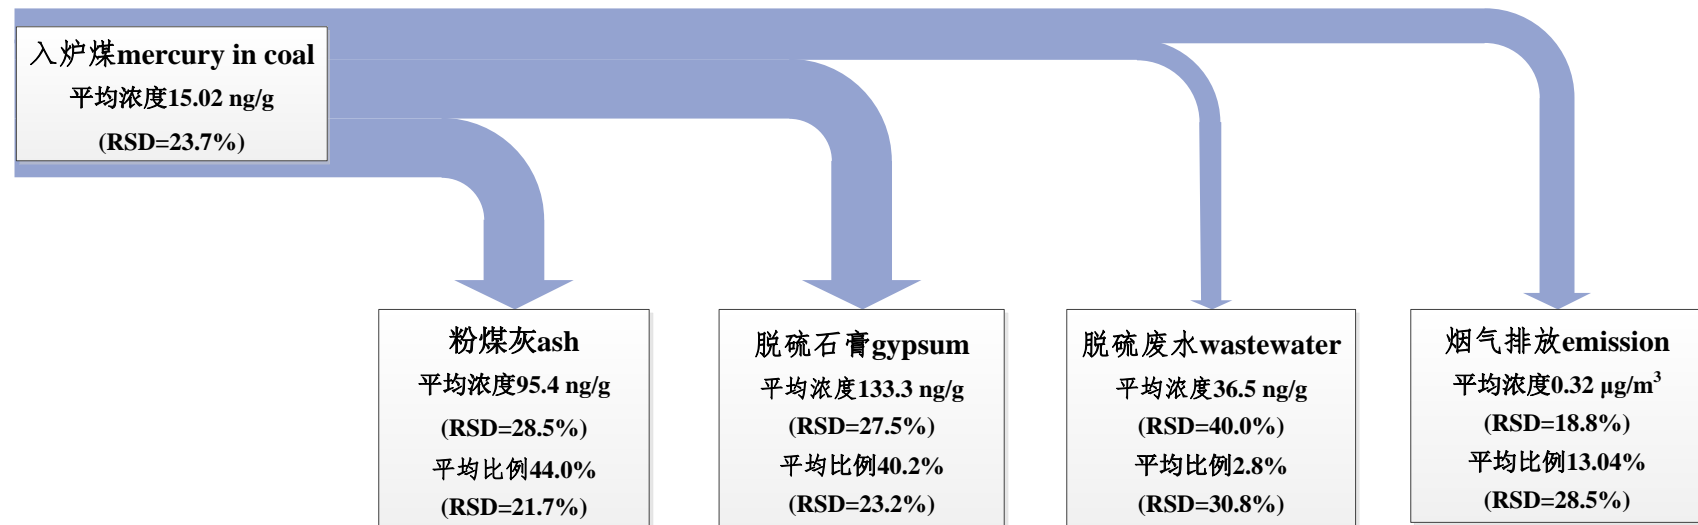 入炉煤mercury in coal
平均浓度15.02 ng/g
(RSD=23.7%)
粉煤灰ash
平均浓度95.4 ng/g
(RSD=28.5%)
平均比例44.0%
(RSD=21.7%)
脱硫石膏gypsum
平均浓度133.3 ng/g
(RSD=27.5%)
平均比例40.2%
(RSD=23.2%)
脱硫废水wastewater
平均浓度36.5 ng/g
(RSD=40.0%)
平均比例2.8%
(RSD=30.8%)
烟气排放emission
平均浓度0.32 μg/m³
(RSD=18.8%)
平均比例13.04%
(RSD=28.5%)